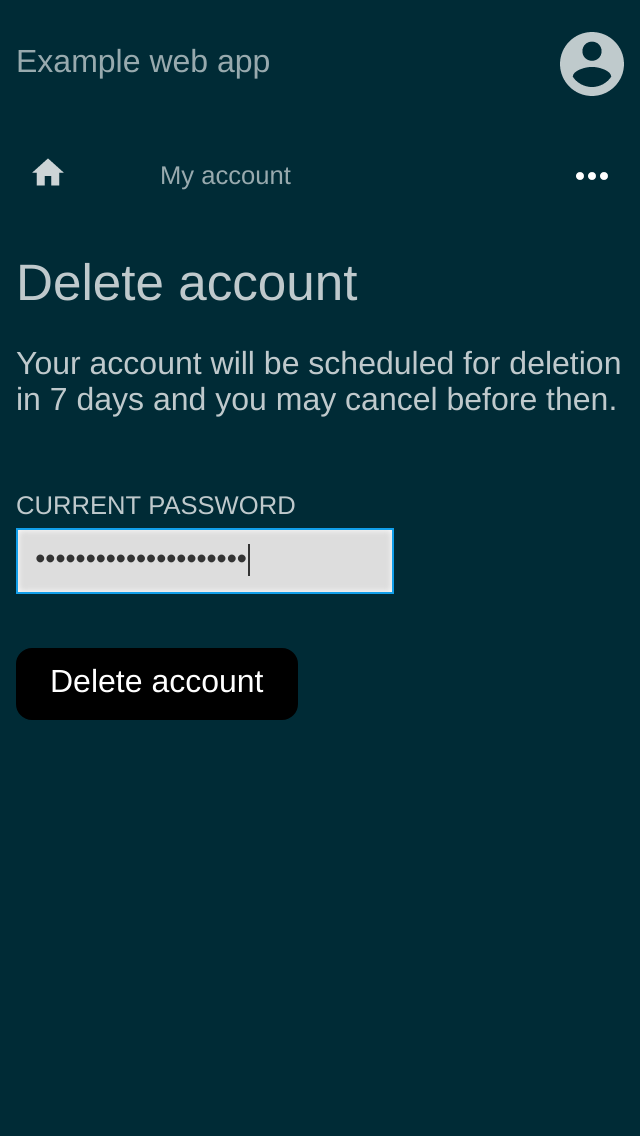 Example web app
My account
Delete account
Your account will be scheduled for deletion
in 7 days and you may cancel before then.
CURRENT PASSWORD
•••••••••••••••••••••
Delete account